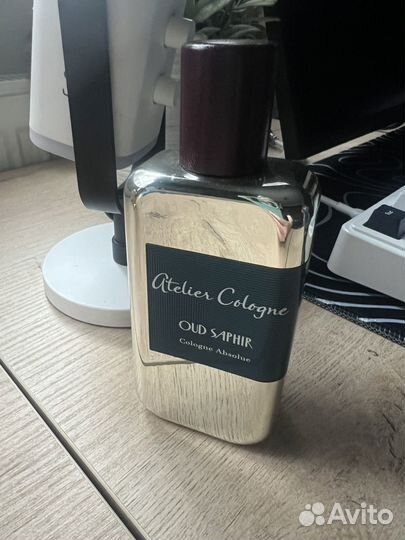 Atelier Cologne
OUD SAPHIR
Cologne Absolue
Avito